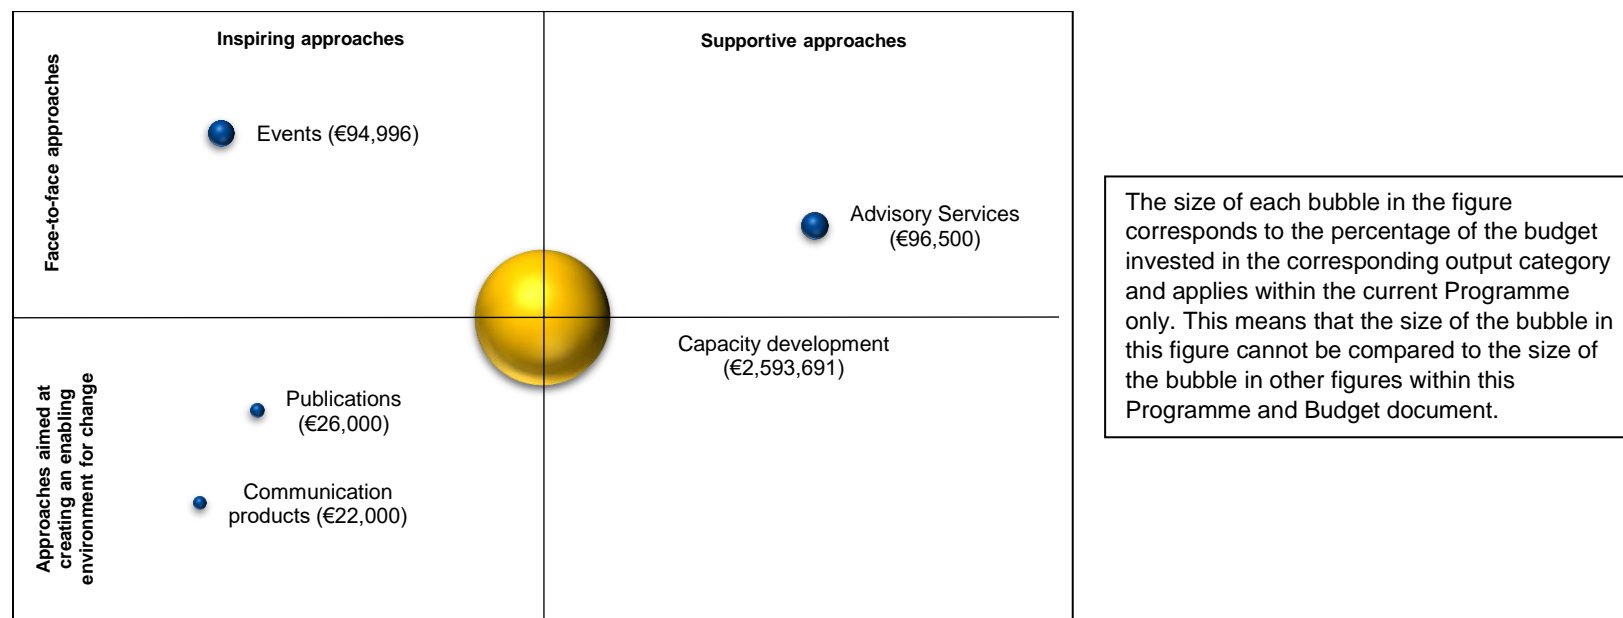 Inspiring approaches
Supportive approaches
Face-to-face approaches
Events (€94,996)
Advisory Services
(€96,500)
Capacity development
(€2,593,691)
Approaches aimed at
creating an enabling
environment for change
Publications
(€26,000)
Communication
products (€22,000)
The size of each bubble in the figure
corresponds to the percentage of the budget
invested in the corresponding output category
and applies within the current Programme
only. This means that the size of the bubble in
this figure cannot be compared to the size of
the bubble in other figures within this
Programme and Budget document.